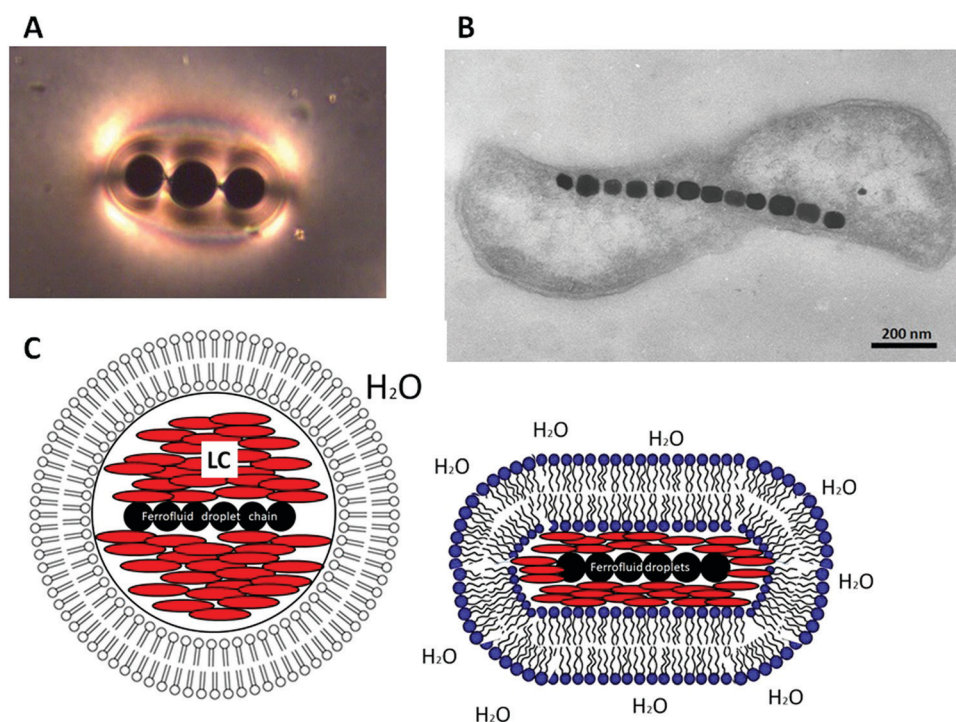 A
B
200 nm
C
H₂O
LC
Ferrofluid droplet chain
H₂O
H₂O
H₂O
H₂O
Ferrofluid droplets
H₂O
H₂O
H₂O
H₂O
H₂O